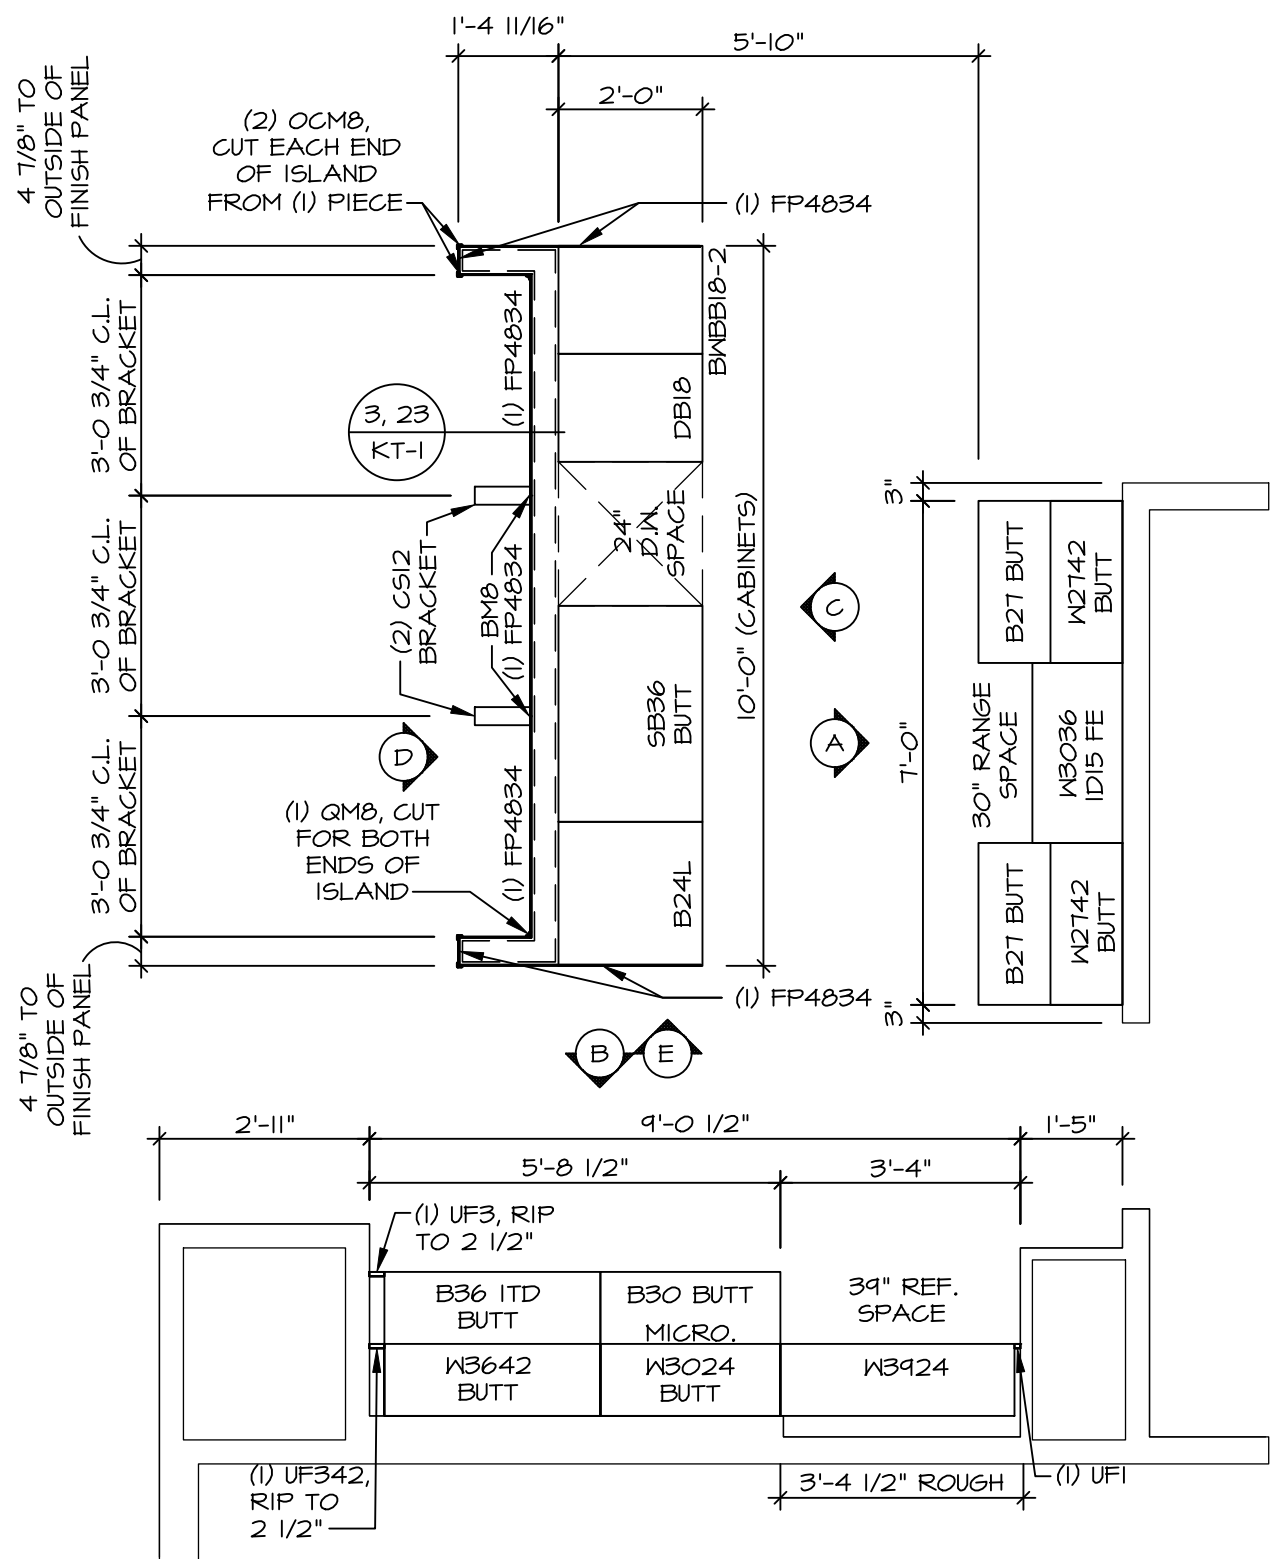 1'-4 11/16"
5'-10"
2'-0"
4 7/8" TO
OUTSIDE OF
FINISH PANEL
(2) OCM8,
CUT EACH END
OF ISLAND
FROM (1) PIECE
(1) FP4834
BWBB18-2
3'-0 3/4" C.L.
OF BRACKET
(1) FP4834
DB18
3, 23
KT-1
24"
D.W.
SPACE
10'-0" (CABINETS)
3'-0 3/4" C.L.
OF BRACKET
(2) CS12
BRACKET
BM8
(1) FP4834
SB36
BUTT
D
3'-0 3/4" C.L.
OF BRACKET
(1) QM8, CUT
FOR BOTH
ENDS OF
ISLAND
(1) FP4834
B24L
4 7/8" TO
OUTSIDE OF
FINISH PANEL
(1) FP4834
C
A
B
E
3"
7'-0"
3"
B27 BUTT
W2742
BUTT
30" RANGE
SPACE
W3036
1D15 FE
B27 BUTT
W2742
BUTT
2'-11"
9'-0 1/2"
1'-5"
5'-8 1/2"
3'-4"
(1) UF3, RIP
TO 2 1/2"
B36 1TD
BUTT
B30 BUTT
MICRO.
39" REF.
SPACE
W3642
BUTT
W3024
BUTT
W3924
(1) UF342,
RIP TO
2 1/2"
3'-4 1/2" ROUGH
(1) UF1